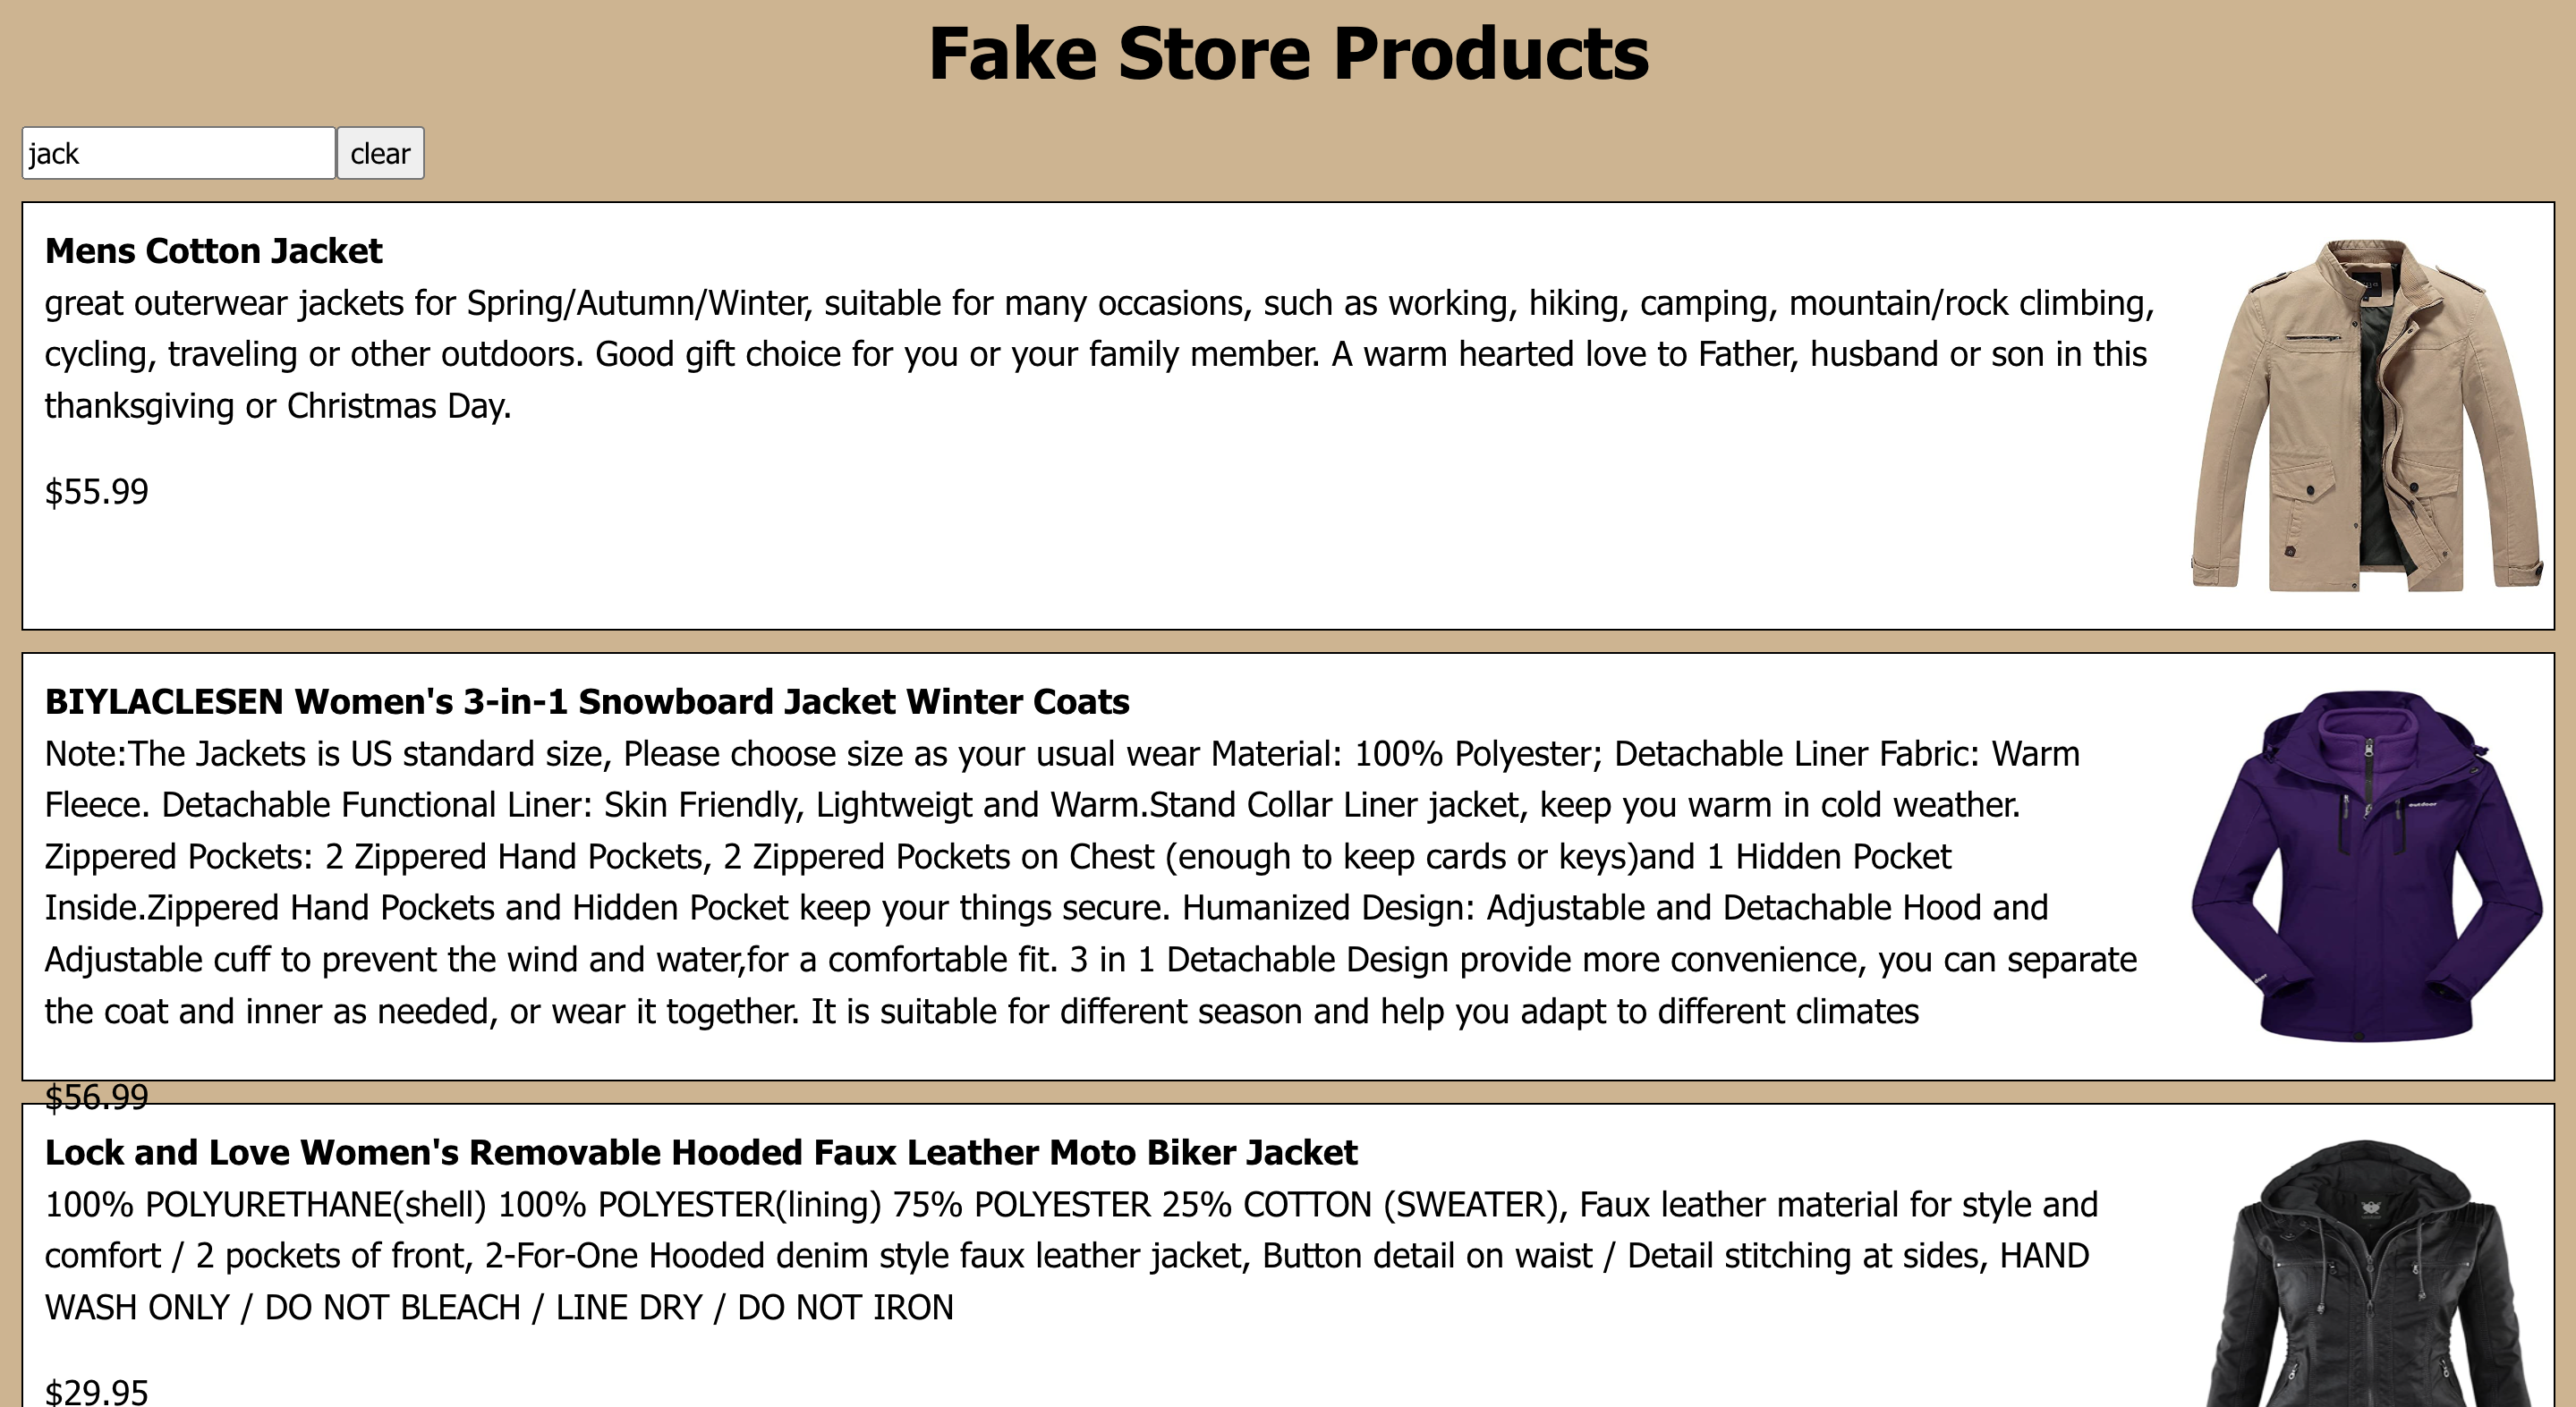 Fake Store Products
jack
clear
Mens Cotton Jacket
great outerwear jackets for Spring/Autumn/Winter, suitable for many occasions, such as working, hiking, camping, mountain/rock climbing,
cycling, traveling or other outdoors. Good gift choice for you or your family member. A warm hearted love to Father, husband or son in this
thanksgiving or Christmas Day.
$55.99
BIYLACLESEN Women's 3-in-1 Snowboard Jacket Winter Coats
Note:The Jackets is US standard size, Please choose size as your usual wear Material: 100% Polyester; Detachable Liner Fabric: Warm
Fleece. Detachable Functional Liner: Skin Friendly, Lightweigt and Warm.Stand Collar Liner jacket, keep you warm in cold weather.
Zippered Pockets: 2 Zippered Hand Pockets, 2 Zippered Pockets on Chest (enough to keep cards or keys)and 1 Hidden Pocket
Inside.Zippered Hand Pockets and Hidden Pocket keep your things secure. Humanized Design: Adjustable and Detachable Hood and
Adjustable cuff to prevent the wind and water,for a comfortable fit. 3 in 1 Detachable Design provide more convenience, you can separate
the coat and inner as needed, or wear it together. It is suitable for different season and help you adapt to different climates
outdoor
$56.99
Lock and Love Women's Removable Hooded Faux Leather Moto Biker Jacket
100% POLYURETHANE(shell) 100% POLYESTER(lining) 75% POLYESTER 25% COTTON (SWEATER), Faux leather material for style and
comfort / 2 pockets of front, 2-For-One Hooded denim style faux leather jacket, Button detail on waist / Detail stitching at sides, HAND
WASH ONLY / DO NOT BLEACH / LINE DRY / DO NOT IRON
$29.95